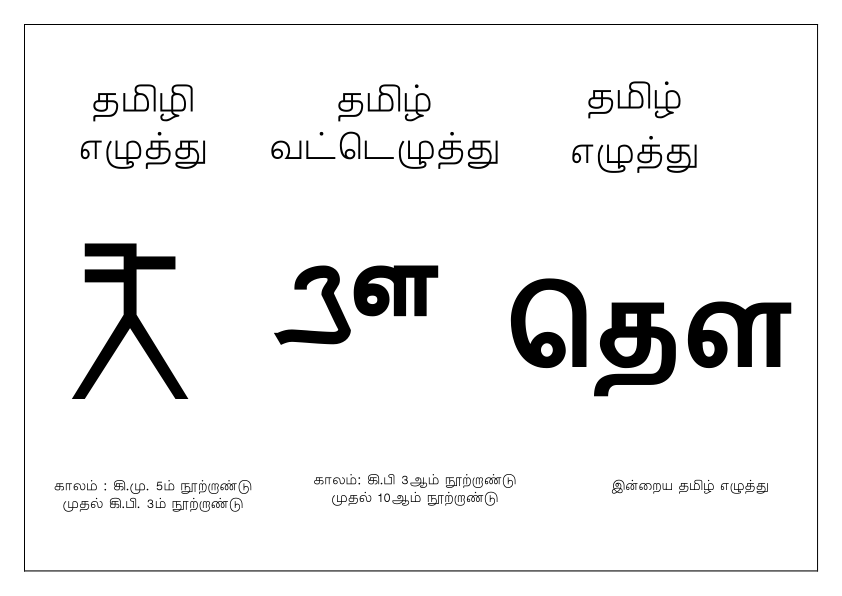 தமிழி
எழுத்து
தமிழ்
வட்டெழுத்து
தமிழ்
எழுத்து
தௌ
காலம் : கி.மு. 5ம் நூற்றாண்டு
முதல் கி.பி. 3ம் நூற்றாண்டு
காலம்: கி.பி 3ஆம் நூற்றாண்டு
முதல் 10ஆம் நூற்றாண்டு
இன்றைய தமிழ் எழுத்து